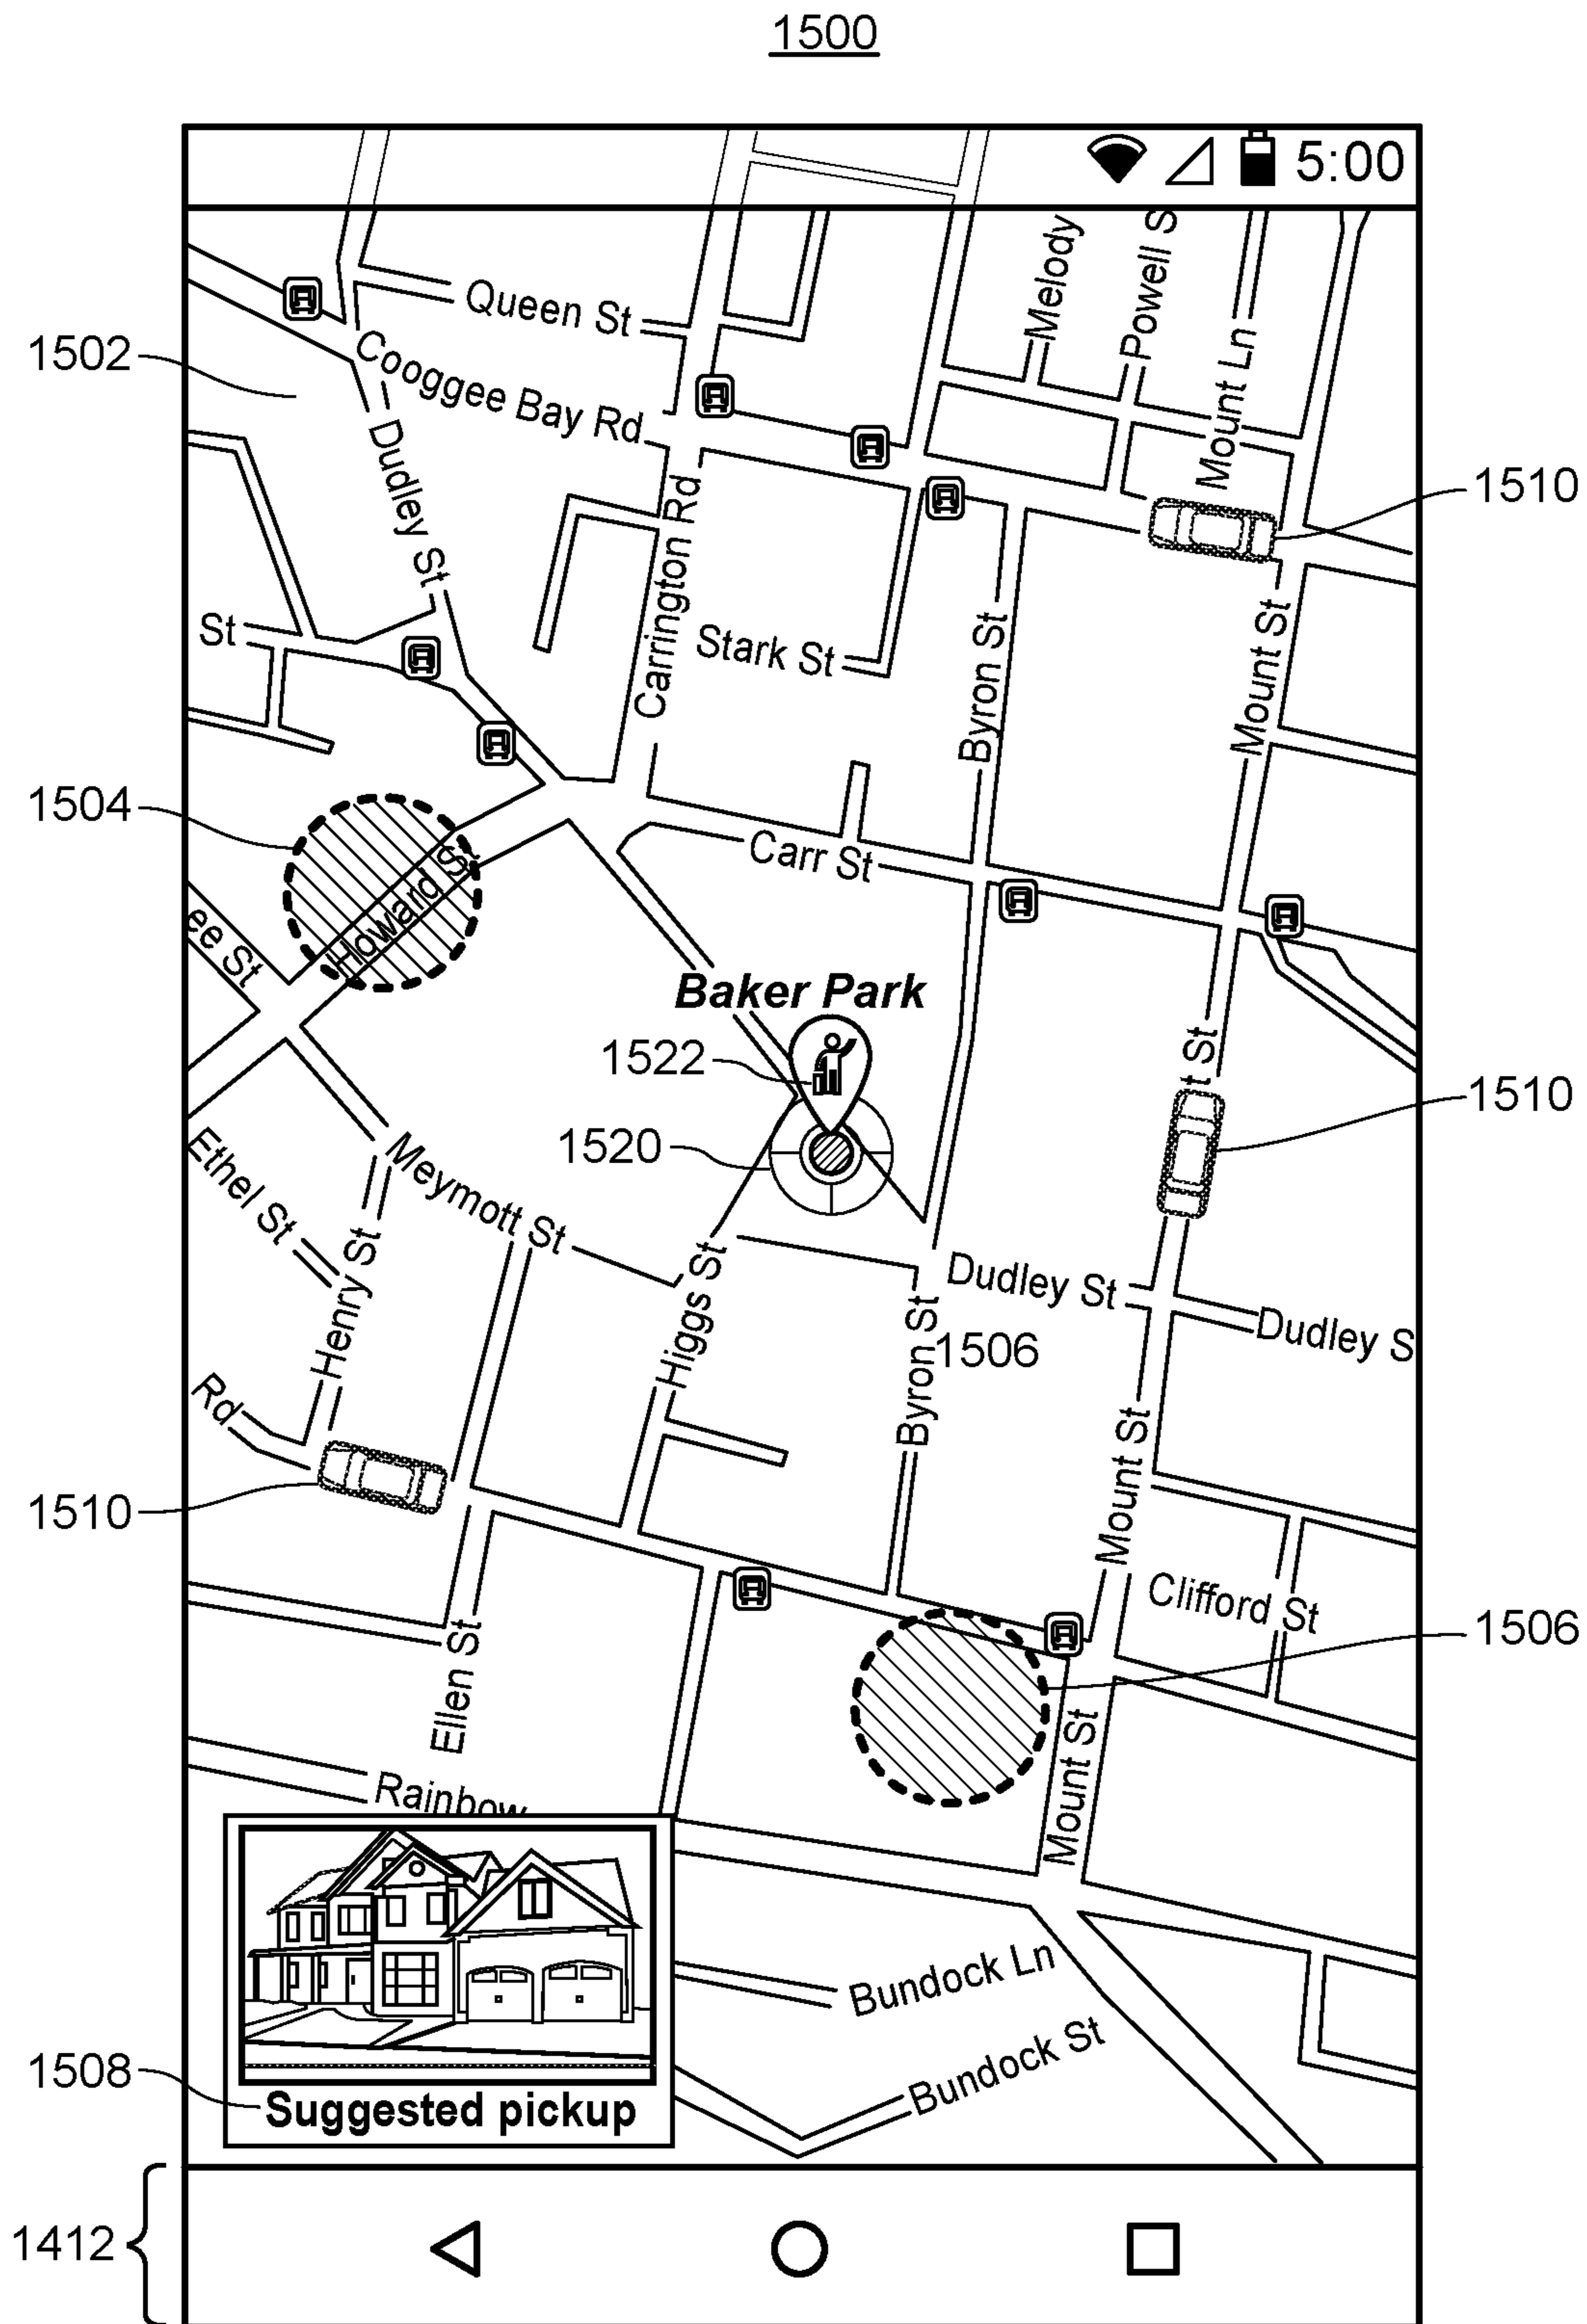 1500
5:00
Melody
Powell S
Queen St
Mount Ln
1502
Cooggee Bay Rd
Dudley St
1510
Carrington Rd
St
Stark St
Byron St
Mount St
1504
Carr St
Howard St
ee St
Baker Park
t St
1522
1510
1520
Ethel St
Meymott St
Henry St
Higgs St
Dudley St
Byron St
1506
Dudley S
Rd
Mount St
1510
Clifford St
1506
Ellen St
Mount St
Rainbow
Bundock Ln
Bundock St
1508
Suggested pickup
1412